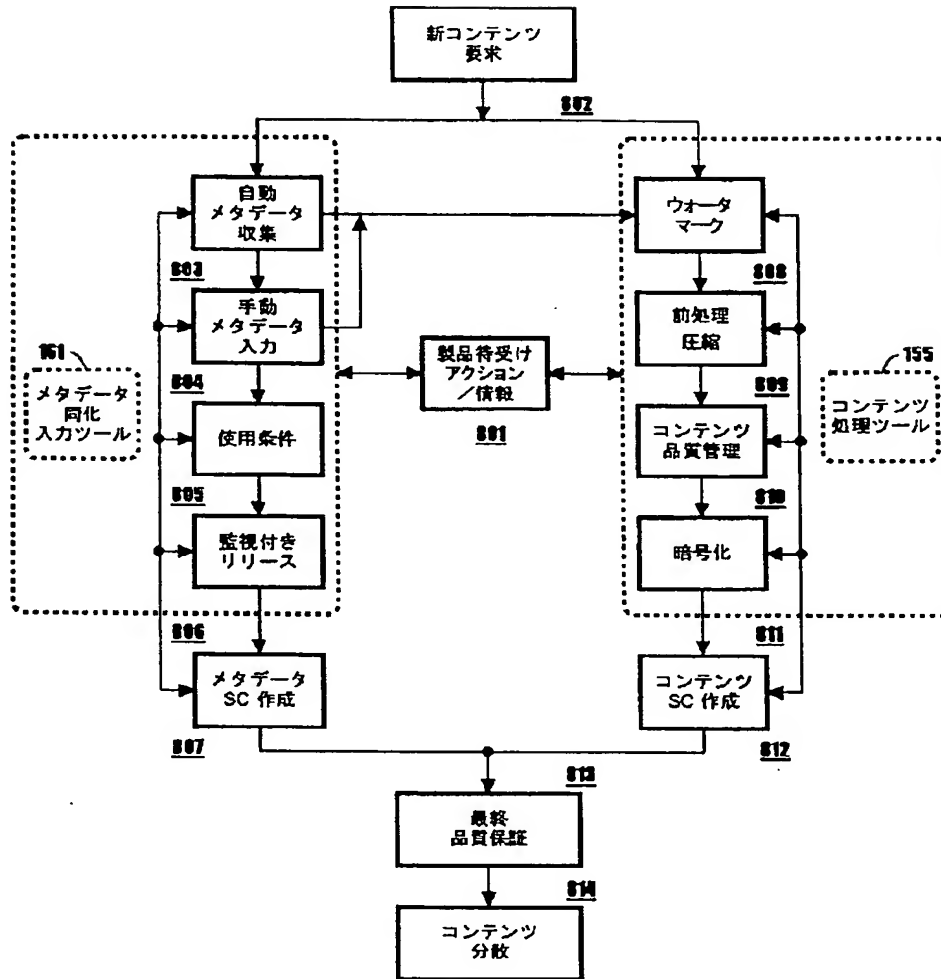 新コンテンツ
要求
802
自動
メタデータ
収集
803
手動
メタデータ
入力
804
使用条件
805
監視付き
リリース
806
メタデータ
SC 作成
807
161
メタデータ
同化
入力ツール
製品待受け
アクション
／情報
801
ウォータ
マーク
808
前処理
圧縮
809
コンテンツ
品質管理
810
暗号化
811
コンテンツ
SC 作成
812
155
コンテンツ
処理ツール
813
最終
品質保証
814
コンテンツ
分散